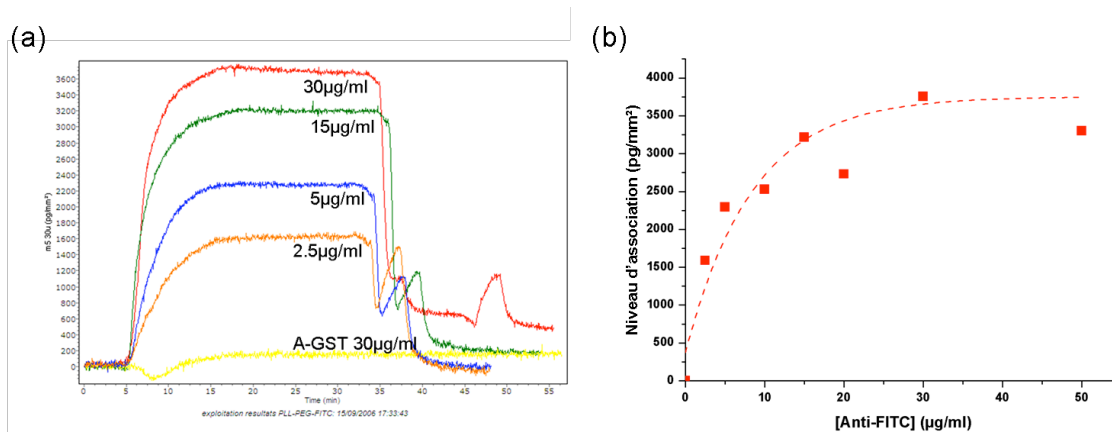 (a)
m5 30u (pg/mm²)
3600
3400
3200
3000
2800
2600
2400
2200
2000
1800
1600
1400
1200
1000
800
600
400
200
0
30µg/ml
15µg/ml
5µg/ml
2.5µg/ml
A-GST 30µg/ml
0 5 10 15 20 25 30 35 40 45 50 55
Time (min)
exploitation resultats PLL-PEG-FITC: 15/09/2006 17:33:43
(b)
Niveau d'association (pg/mm²)
4000
3500
3000
2500
2000
1500
1000
500
0
0 10 20 30 40 50
[Anti-FITC] (µg/ml)